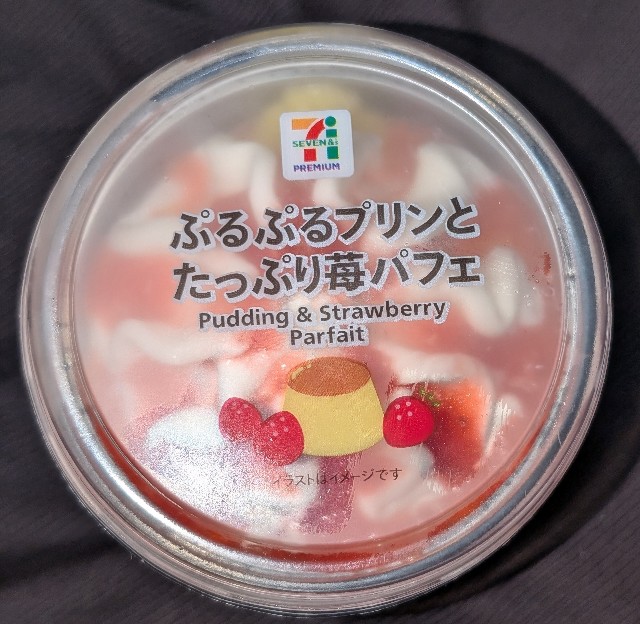 SEVEN&i
PREMIUM
ぷるぷるプリンと
たっぷり苺パフェ
Pudding & Strawberry
Parfait
イラストはイメージです